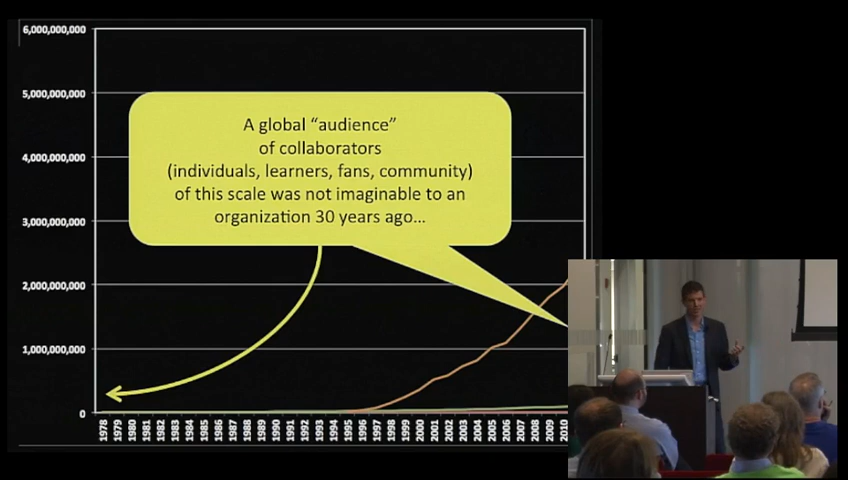 6,000,000,000
5,000,000,000
4,000,000,000
3,000,000,000
2,000,000,000
1,000,000,000
0
A global “audience”
of collaborators
(individuals, learners, fans, community)
of this scale was not imaginable to an
organization 30 years ago…
1978 1979 1980 1981 1982 1983 1984 1985 1986 1987 1988 1989 1990 1991 1992 1993 1994 1995 1996 1997 1998 1999 2000 2001 2002 2003 2004 2005 2006 2007 2008 2009 2010